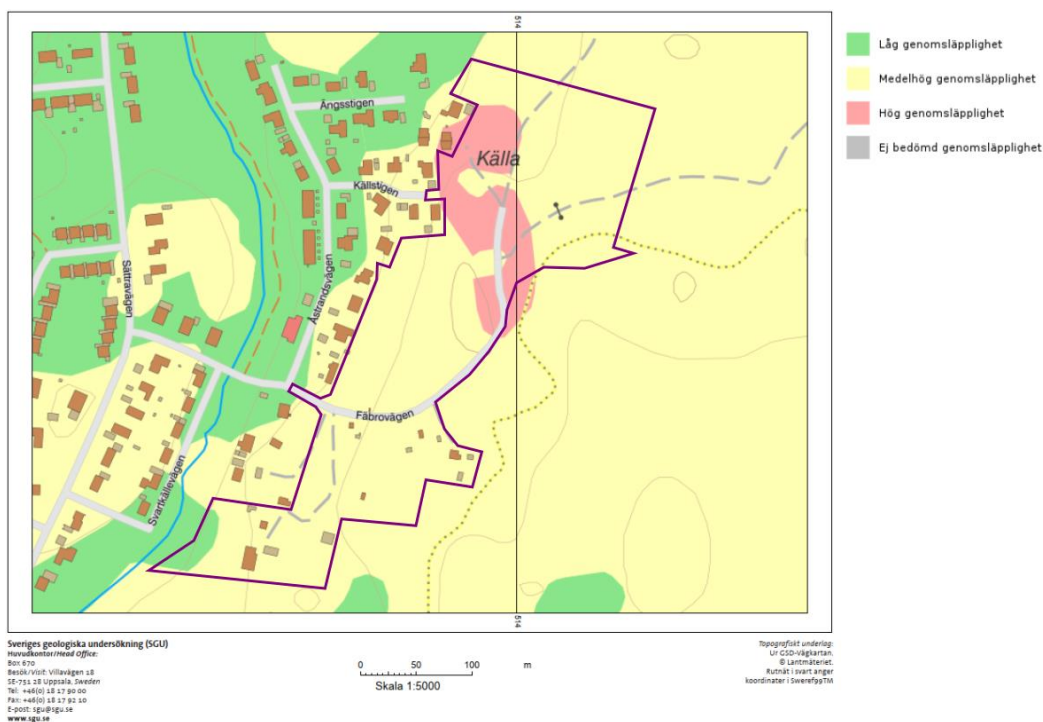 514
Låg genomsläpplighet
Medelhög genomsläpplighet
Hög genomsläpplighet
Ej bedömd genomsläpplighet
Ängsstigen
Källa
Källstigen
Sättravägen
Åstrandsvägen
Fäbrovägen
Svartkällevägen
514
Sveriges geologiska undersökning (SGU)
Huvudkontor/Head Office:
Box 670
Besök/Visit: Villavägen 18
SE-751 28 Uppsala, Sweden
Tel: +46(0) 18 17 90 00
Fax: +46(0) 18 17 92 10
E-post: sgu@sgu.se
www.sgu.se
0 50 100 m
Skala 1:5000
Topografiskt underlag:
Ur GSD-Vägkartan.
© Lantmäteriet.
Rutnät i svart anger
koordinater i Sweref99TM